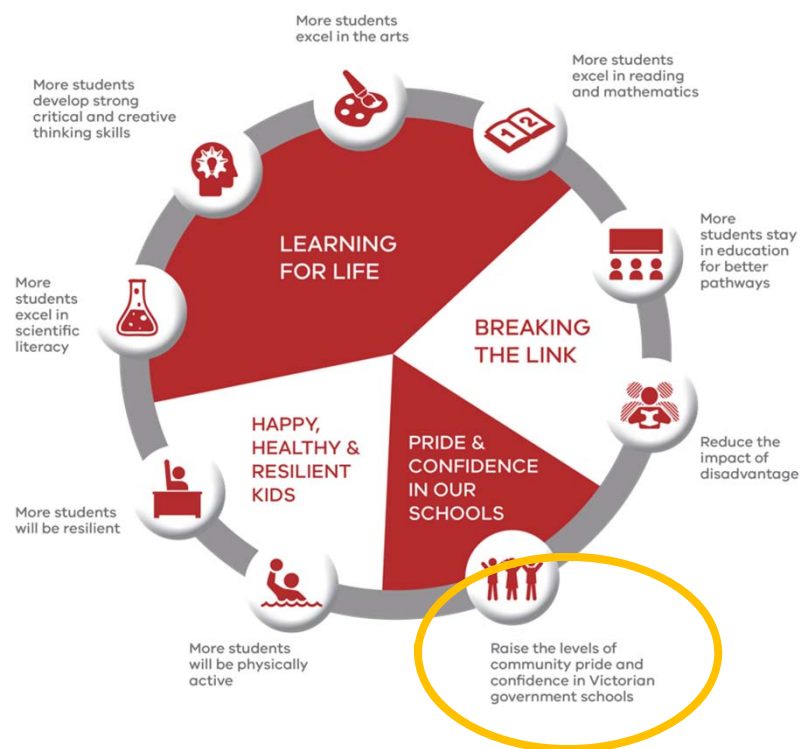 More students
excel in the arts
More students
excel in reading
and mathematics
More students
develop strong
critical and creative
thinking skills
1 2
LEARNING
FOR LIFE
More
students stay
in education
for better
pathways
More
students
excel in
scientific
literacy
BREAKING
THE LINK
HAPPY,
HEALTHY &
RESILIENT
KIDS
PRIDE &
CONFIDENCE
IN OUR
SCHOOLS
Reduce the
impact of
disadvantage
More students
will be resilient
More students
will be physically
active
Raise the levels of
community pride and
confidence in Victorian
government schools